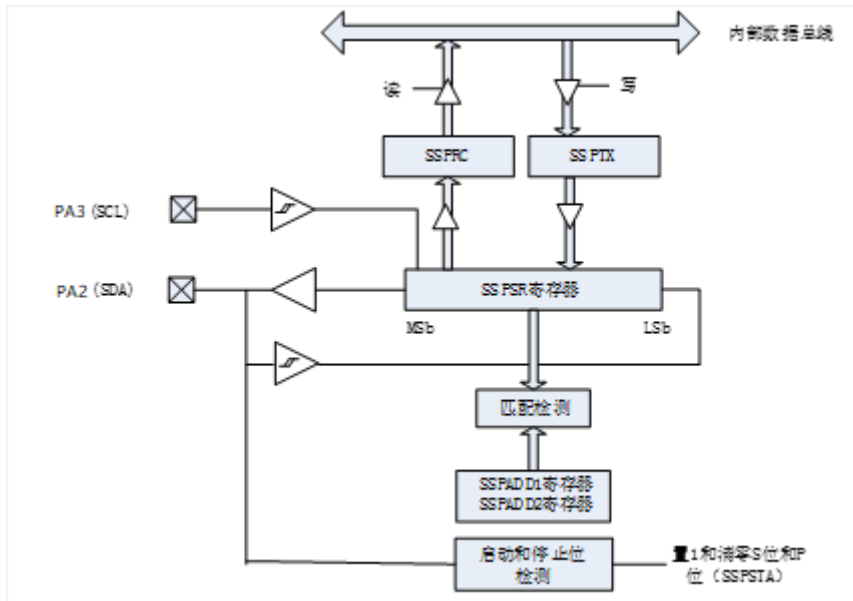 内部数据总线
读
写
SSPRC
SSPTX
PA3 (SCL)
PA2 (SDA)
SSPSR寄存器
MSb
LSb
匹配检测
SSPADD1寄存器
SSPADD2寄存器
启动和停止位
检测
置1和清零S位和P
位（SSPSTA）